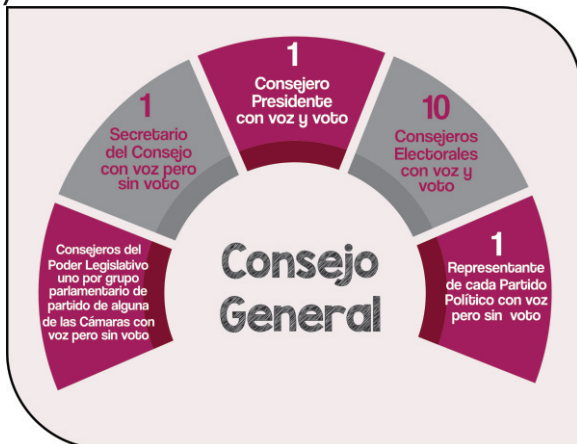 1
Consejero
Presidente
con voz y voto
1
Secretario
del Consejo
con voz pero
sin voto
10
Consejeros
Electorales
con voz y
voto
Consejeros del
Poder Legislativo
uno por grupo
parlamentario de
partido de alguna
de las Cámaras con
voz pero sin voto
1
Representante
de cada Partido
Político con voz
pero sin voto
Consejo
General